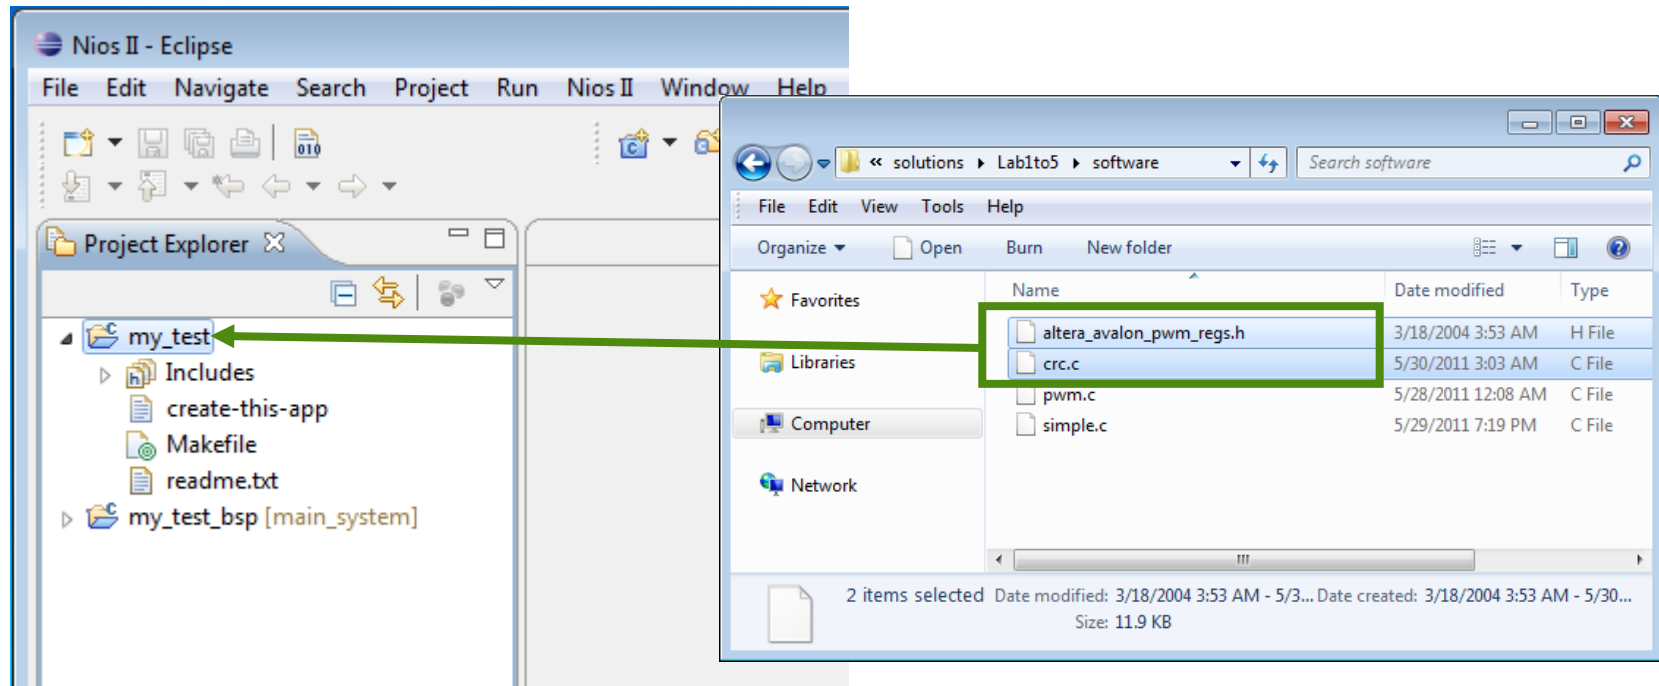 Nios II - Eclipse
File Edit Navigate Search Project Run Nios II Window Help
010
Project Explorer
my_test
Includes
create-this-app
Makefile
readme.txt
my_test_bsp [main_system]
« solutions Lab1to5 software
Search software
File Edit View Tools Help
Organize Open Burn New folder
Name Date modified Type
Favorites
Libraries
Computer
Network
altera_avalon_pwm_regs.h 3/18/2004 3:53 AM H File
crc.c 5/30/2011 3:03 AM C File
pwm.c 5/28/2011 12:08 AM C File
simple.c 5/29/2011 7:19 PM C File
2 items selected Date modified: 3/18/2004 3:53 AM - 5/3... Date created: 3/18/2004 3:53 AM - 5/30...
Size: 11.9 KB